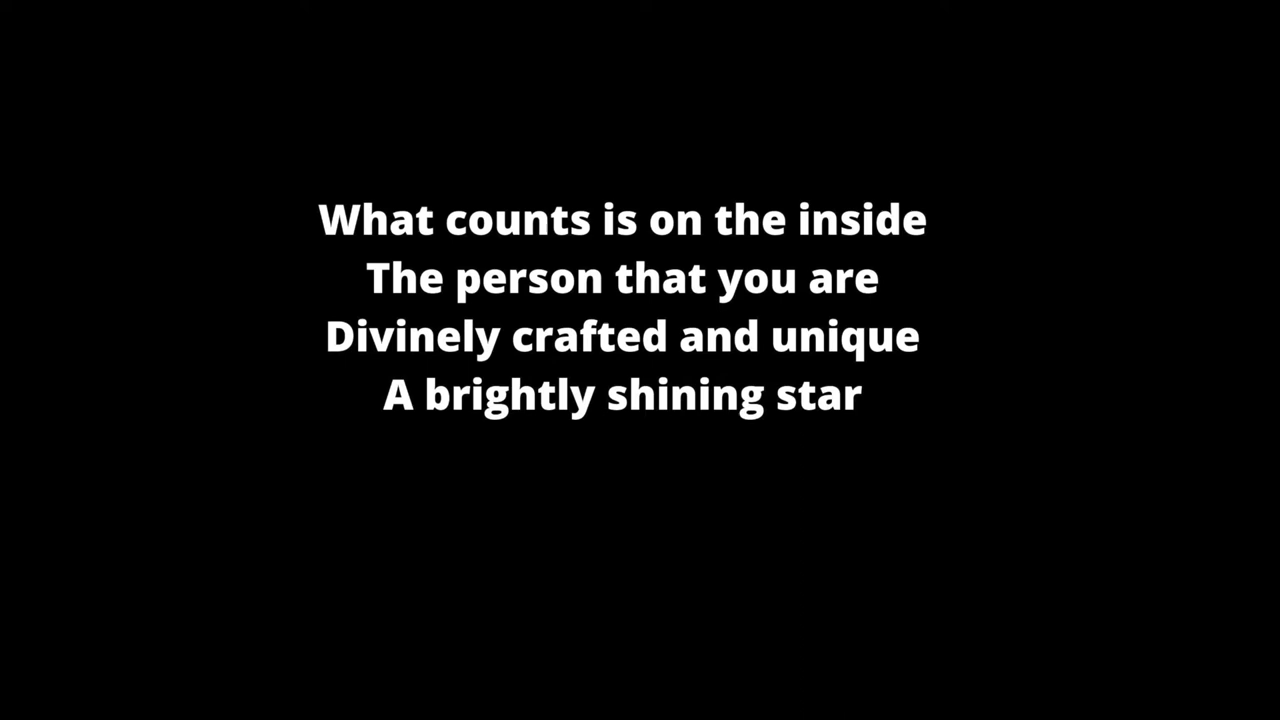 What counts is on the inside
The person that you are
Divinely crafted and unique
A brightly shining star